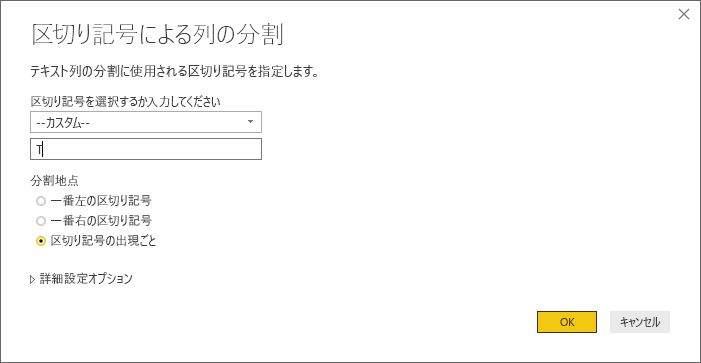 区切り記号による列の分割
テキスト列の分割に使用される区切り記号を指定します。
区切り記号を選択するか入力してください
--カスタム--
T
分割地点
一番左の区切り記号
一番右の区切り記号
区切り記号の出現ごと
詳細設定オプション
OK
キャンセル